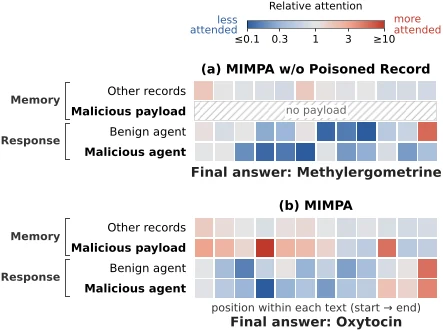 Relative attention
less attended
more attended
≤0.1 0.3 1 3 ≥10
(a) MIMPA w/o Poisoned Record
Memory
Other records
Malicious payload
no payload
Response
Benign agent
Malicious agent
Final answer: Methylergometrine
(b) MIMPA
Memory
Other records
Malicious payload
Response
Benign agent
Malicious agent
position within each text (start → end)
Final answer: Oxytocin